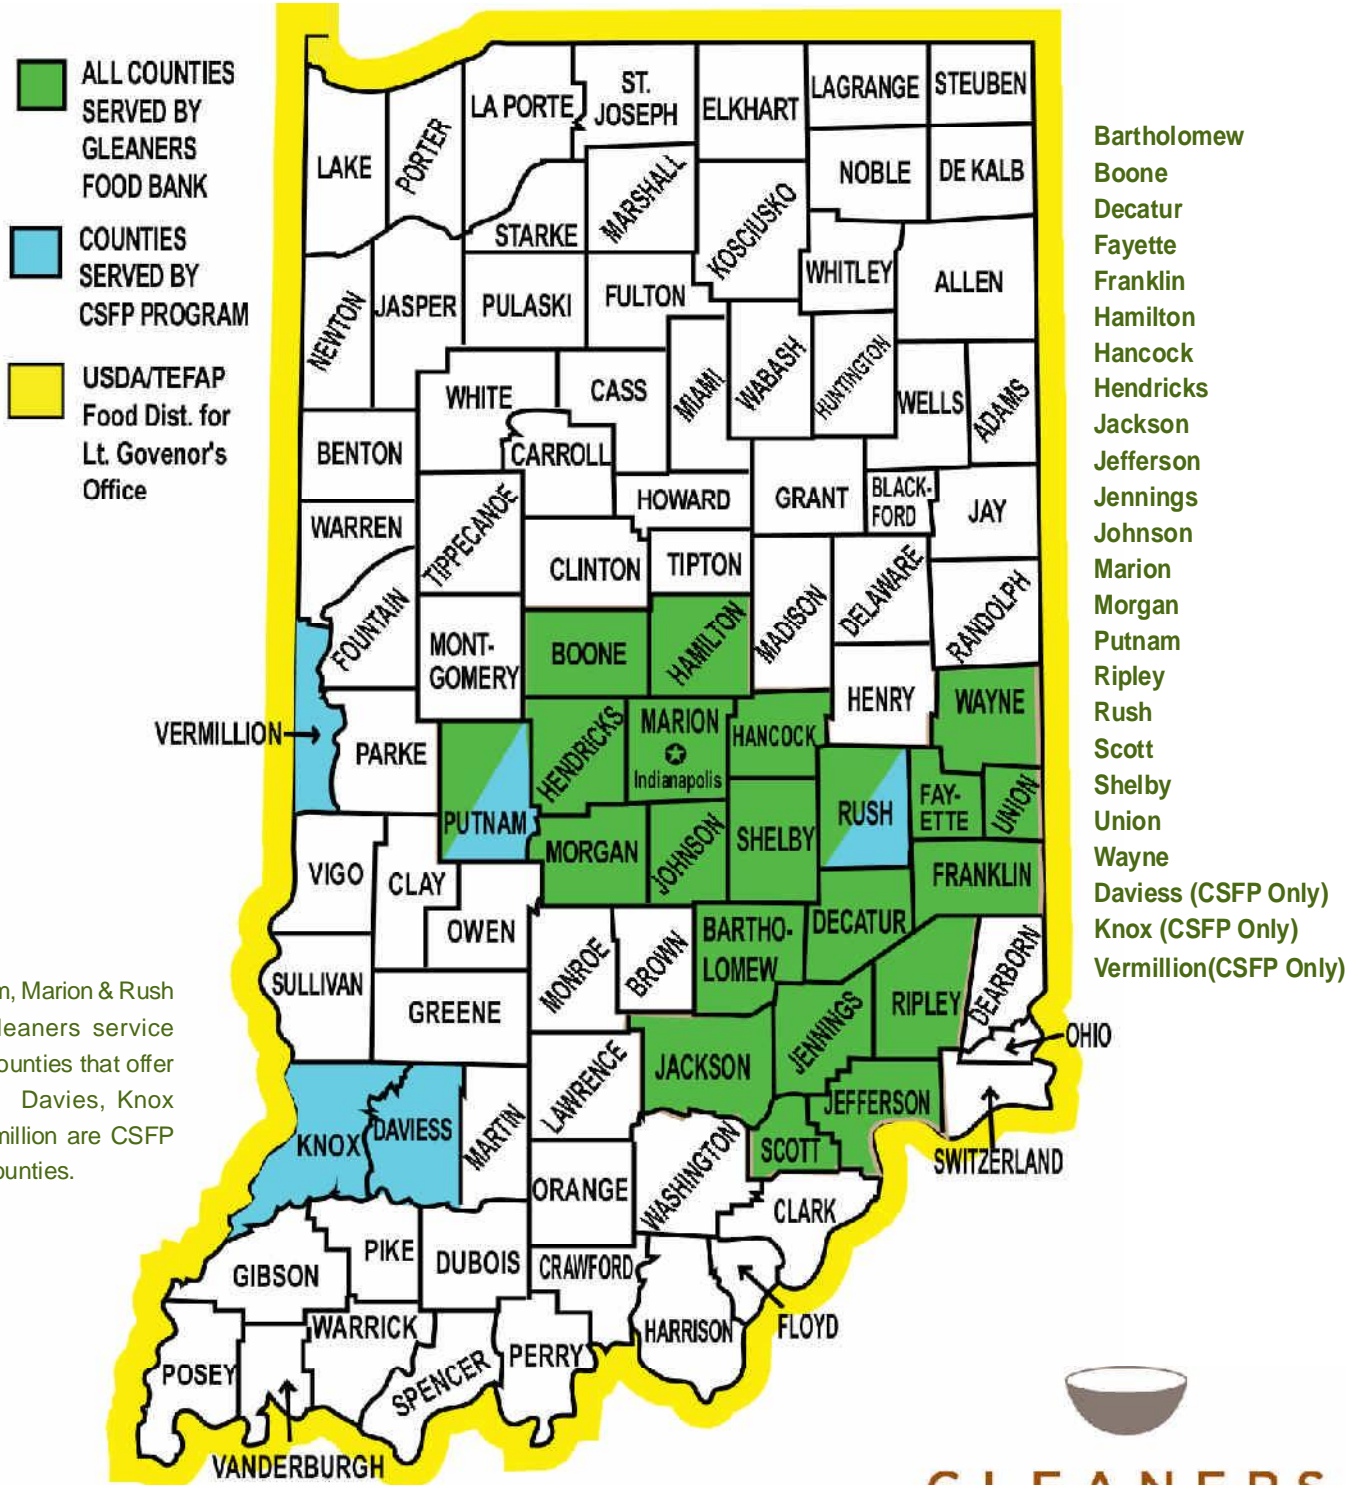 ALL COUNTIES
SERVED BY
GLEANERS
FOOD BANK
COUNTIES
SERVED BY
CSFP PROGRAM
USDA/TEFAP
Food Dist. for
Lt. Govenor's
Office
LAKE
PORTER
LA PORTE
ST.
JOSEPH
ELKHART
LAGRANGE
STEUBEN
NOBLE
DE KALB
STARKE
MARSHALL
KOSCIUSKO
WHITLEY
ALLEN
NEWTON
JASPER
PULASKI
FULTON
WHITE
CASS
MIAMI
WABASH
HUNTINGTON
WELLS
ADAMS
BENTON
CARROLL
HOWARD
GRANT
BLACK-
FORD
JAY
WARREN
TIPPECANOE
CLINTON
TIPTON
MADISON
DELAWARE
RANDOLPH
FOUNTAIN
MONT-
GOMERY
BOONE
HAMILTON
HENRY
WAYNE
VERMILLION
PARKE
PUTNAM
HENDRICKS
MARION
Indianapolis
HANCOCK
RUSH
FAY-
ETTE
UNION
VIGO
CLAY
OWEN
MORGAN
JOHNSON
SHELBY
FRANKLIN
SULLIVAN
GREENE
MONROE
BROWN
BARTHO-
LOMEW
DECATUR
RIPLEY
DEARBORN
OHIO
KNOX
DAVIESS
MARTIN
LAWRENCE
JACKSON
JENNINGS
JEFFERSON
SWITZERLAND
SCOTT
ORANGE
WASHINGTON
CLARK
GIBSON
PIKE
DUBOIS
CRAWFORD
HARRISON
FLOYD
POSEY
VANDERBURGH
WARRICK
SPENCER
PERRY
Bartholomew
Boone
Decatur
Fayette
Franklin
Hamilton
Hancock
Hendricks
Jackson
Jefferson
Jennings
Johnson
Marion
Morgan
Putnam
Ripley
Rush
Scott
Shelby
Union
Wayne
Daviess (CSFP Only)
Knox (CSFP Only)
Vermillion(CSFP Only)
m, Marion & Rush
leaners service
ounties that offer
Davies, Knox
million are CSFP
ounties.
GLEANERS